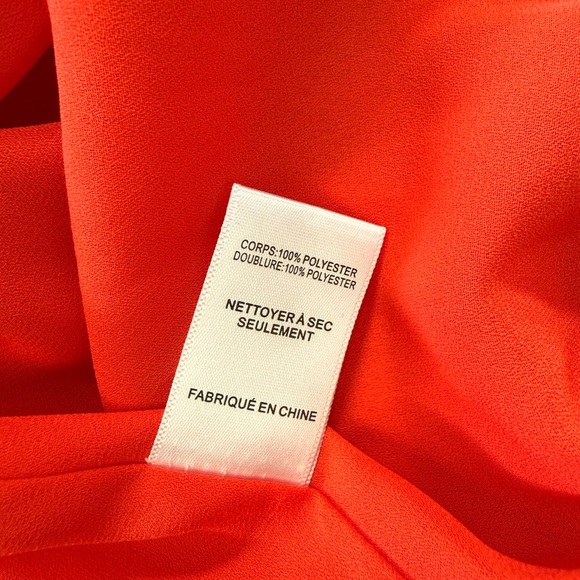 CORPS:100% POLYESTER
DOUBLURE:100% POLYESTER
NETTOYER À SEC
SEULEMENT
FABRIQUÉ EN CHINE